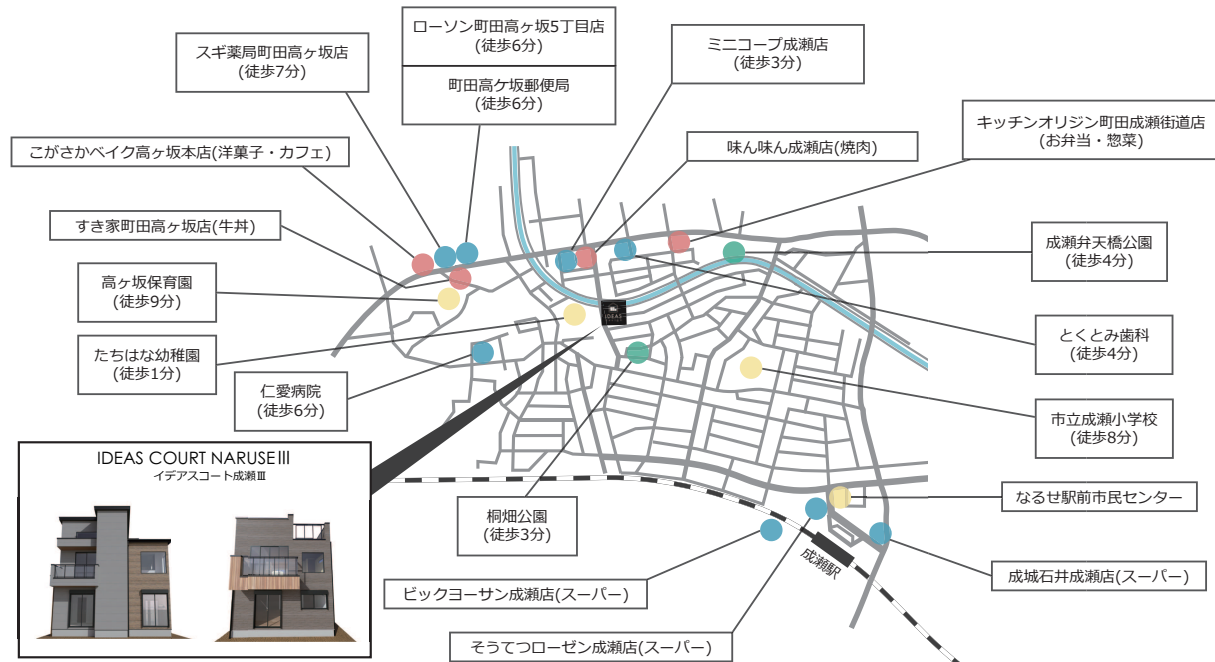 ローソン町田高ヶ坂5丁目店
(徒歩6分)
町田高ケ坂郵便局
(徒歩6分)
スギ薬局町田高ヶ坂店
(徒歩7分)
ミニコープ成瀬店
(徒歩3分)
キッチンオリジン町田成瀬街道店
(お弁当・惣菜)
こがさかベイク高ヶ坂本店(洋菓子・カフェ)
味ん味ん成瀬店(焼肉)
すき家町田高ヶ坂店(牛丼)
成瀬弁天橋公園
(徒歩4分)
高ヶ坂保育園
(徒歩9分)
IDEAS
とくとみ歯科
(徒歩4分)
たちはな幼稚園
(徒歩1分)
仁愛病院
(徒歩6分)
市立成瀬小学校
(徒歩8分)
IDEAS COURT NARUSEⅢ
イデアスコート成瀬Ⅲ
桐畑公園
(徒歩3分)
なるせ駅前市民センター
成瀬駅
成城石井成瀬店(スーパー)
ビックヨーサン成瀬店(スーパー)
そうてつローゼン成瀬店(スーパー)